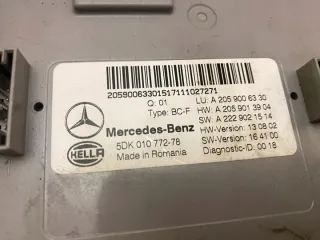 20590063301517111027271
Q: 01 LU: A 205 900 63 30
Type: BC-F HW: A 205 901 39 04
SW: A 222 902 15 14
Mercedes-Benz HW-Version: 13 08 02
HELLA 5DK 010 772-78 SW-Version: 16 41 00
Made in Romania Diagnostic-ID: 00 18